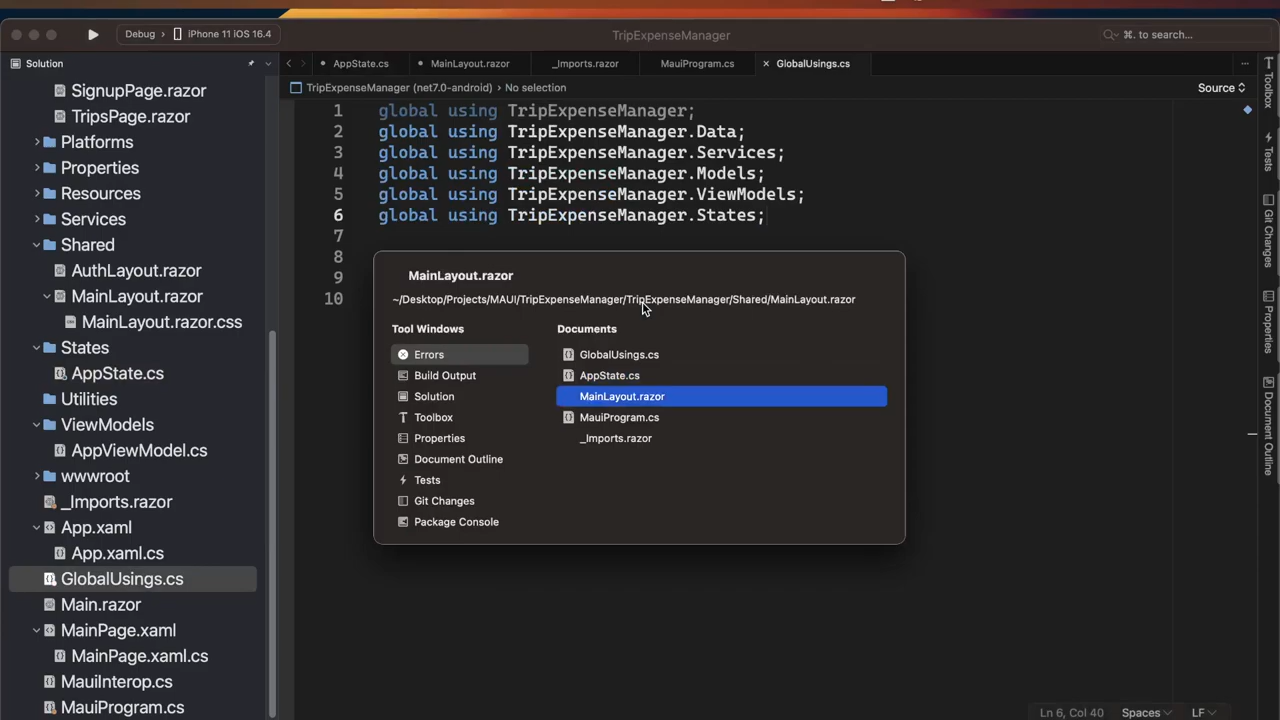 Debug › iPhone 11 iOS 16.4
TripExpenseManager
⌘. to search...
Solution
AppState.cs
MainLayout.razor
_Imports.razor
MauiProgram.cs
GlobalUsings.cs
TripExpenseManager (net7.0-android) › No selection
Source
SignupPage.razor
TripsPage.razor
Platforms
Properties
Resources
Services
Shared
AuthLayout.razor
MainLayout.razor
MainLayout.razor.css
States
AppState.cs
Utilities
ViewModels
AppViewModel.cs
wwwroot
_Imports.razor
App.xaml
App.xaml.cs
GlobalUsings.cs
Main.razor
MainPage.xaml
MainPage.xaml.cs
MauiInterop.cs
MauiProgram.cs
1 global using TripExpenseManager;
2 global using TripExpenseManager.Data;
3 global using TripExpenseManager.Services;
4 global using TripExpenseManager.Models;
5 global using TripExpenseManager.ViewModels;
6 global using TripExpenseManager.States;
7
8
9
10
MainLayout.razor
~/Desktop/Projects/MAUI/TripExpenseManager/TripExpenseManager/Shared/MainLayout.razor
Tool Windows
Errors
Build Output
Solution
Toolbox
Properties
Document Outline
Tests
Git Changes
Package Console
Documents
GlobalUsings.cs
AppState.cs
MainLayout.razor
MauiProgram.cs
_Imports.razor
Toolbox
Tests
Git Changes
Properties
Document Outline
Ln 6, Col 40
Spaces
LF